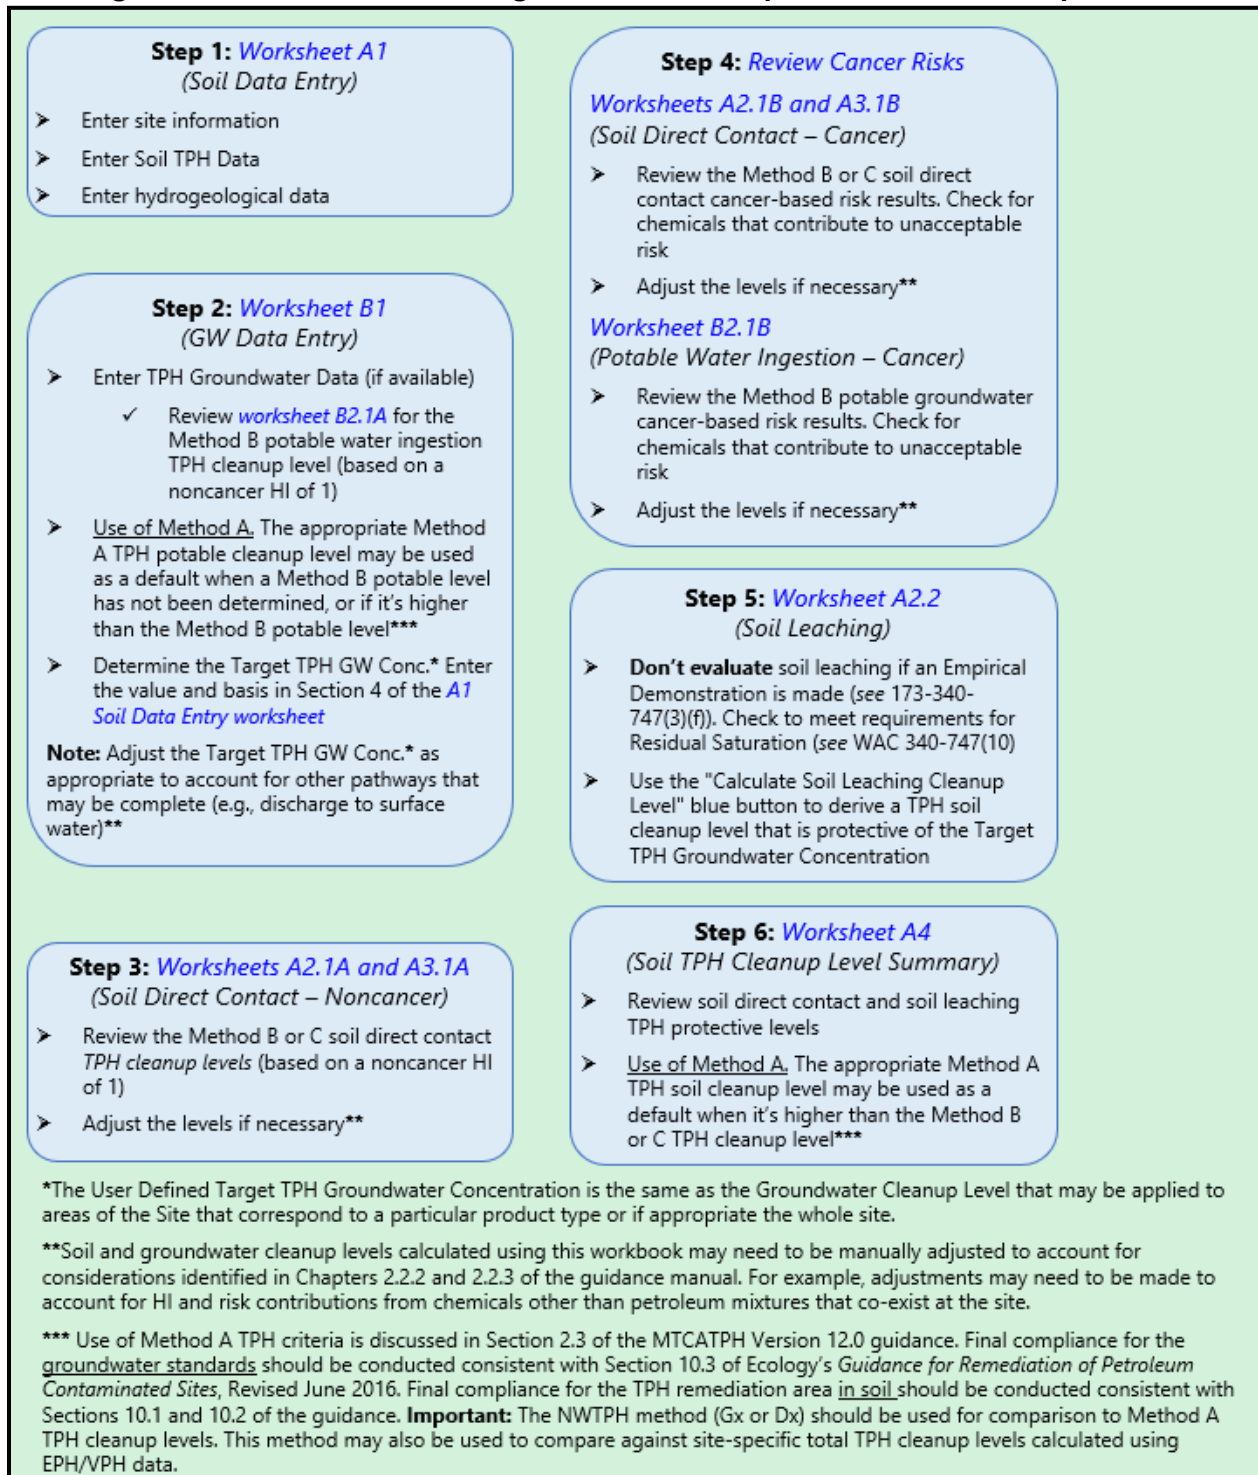 Step 1: Worksheet A1
(Soil Data Entry)
➤ Enter site information
➤ Enter Soil TPH Data
➤ Enter hydrogeological data
Step 2: Worksheet B1
(GW Data Entry)
➤ Enter TPH Groundwater Data (if available)
✓ Review worksheet B2.1A for the
Method B potable water ingestion
TPH cleanup level (based on a
noncancer HI of 1)
➤ Use of Method A. The appropriate Method
A TPH potable cleanup level may be used
as a default when a Method B potable level
has not been determined, or if it's higher
than the Method B potable level***
➤ Determine the Target TPH GW Conc.* Enter
the value and basis in Section 4 of the A1
Soil Data Entry worksheet
Note: Adjust the Target TPH GW Conc.* as
appropriate to account for other pathways that
may be complete (e.g., discharge to surface
water)**
Step 3: Worksheets A2.1A and A3.1A
(Soil Direct Contact – Noncancer)
➤ Review the Method B or C soil direct contact
TPH cleanup levels (based on a noncancer HI
of 1)
➤ Adjust the levels if necessary**
Step 4: Review Cancer Risks
Worksheets A2.1B and A3.1B
(Soil Direct Contact – Cancer)
➤ Review the Method B or C soil direct
contact cancer-based risk results. Check for
chemicals that contribute to unacceptable
risk
➤ Adjust the levels if necessary**
Worksheet B2.1B
(Potable Water Ingestion – Cancer)
➤ Review the Method B potable groundwater
cancer-based risk results. Check for
chemicals that contribute to unacceptable
risk
➤ Adjust the levels if necessary**
Step 5: Worksheet A2.2
(Soil Leaching)
➤ Don't evaluate soil leaching if an Empirical
Demonstration is made (see 173-340-
747(3)(f)). Check to meet requirements for
Residual Saturation (see WAC 340-747(10)
➤ Use the "Calculate Soil Leaching Cleanup
Level" blue button to derive a TPH soil
cleanup level that is protective of the Target
TPH Groundwater Concentration
Step 6: Worksheet A4
(Soil TPH Cleanup Level Summary)
➤ Review soil direct contact and soil leaching
TPH protective levels
➤ Use of Method A. The appropriate Method A
TPH soil cleanup level may be used as a
default when it's higher than the Method B
or C TPH cleanup level***
*The User Defined Target TPH Groundwater Concentration is the same as the Groundwater Cleanup Level that may be applied to
areas of the Site that correspond to a particular product type or if appropriate the whole site.
**Soil and groundwater cleanup levels calculated using this workbook may need to be manually adjusted to account for
considerations identified in Chapters 2.2.2 and 2.2.3 of the guidance manual. For example, adjustments may need to be made to
account for HI and risk contributions from chemicals other than petroleum mixtures that co-exist at the site.
*** Use of Method A TPH criteria is discussed in Section 2.3 of the MTCATPH Version 12.0 guidance. Final compliance for the
groundwater standards should be conducted consistent with Section 10.3 of Ecology's Guidance for Remediation of Petroleum
Contaminated Sites, Revised June 2016. Final compliance for the TPH remediation area in soil should be conducted consistent with
Sections 10.1 and 10.2 of the guidance. Important: The NWTPH method (Gx or Dx) should be used for comparison to Method A
TPH cleanup levels. This method may also be used to compare against site-specific total TPH cleanup levels calculated using
EPH/VPH data.